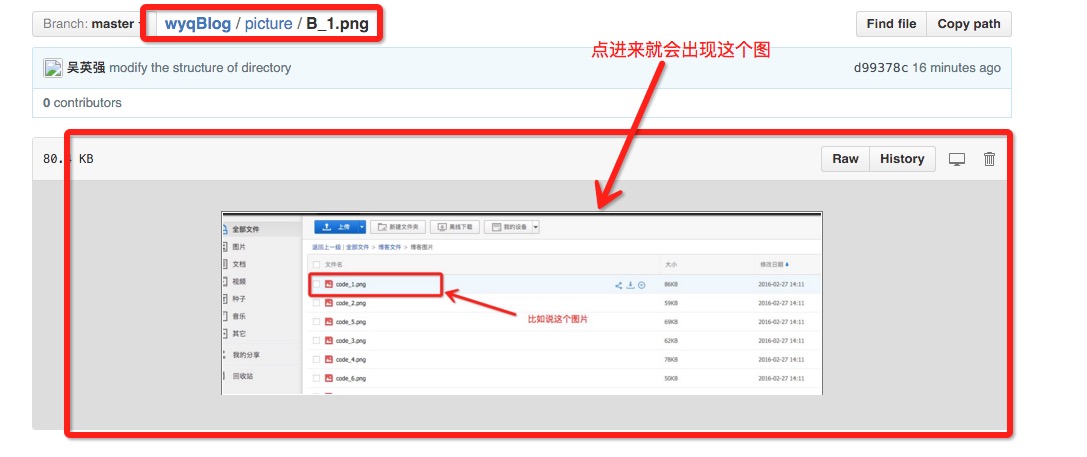 Branch: master
wyqBlog / picture / B_1.png
Find file
Copy path
点进来就会出现这个图
吴英强 modify the structure of directory
d99378c 16 minutes ago
0 contributors
80.4 KB
Raw
History
全部文件
图片
文档
视频
种子
音乐
其它
我的分享
回收站
上传
新建文件夹
离线下载
我的设备
返回上一级 | 全部文件 > 博客文件 > 博客图片
文件名
大小
修改日期
code_1.png
86KB
2016-02-27 14:11
code_2.png
59KB
2016-02-27 14:11
比如说这个图片
code_5.png
69KB
2016-02-27 14:11
code_3.png
62KB
2016-02-27 14:11
code_4.png
78KB
2016-02-27 14:11
code_6.png
50KB
2016-02-27 14:11